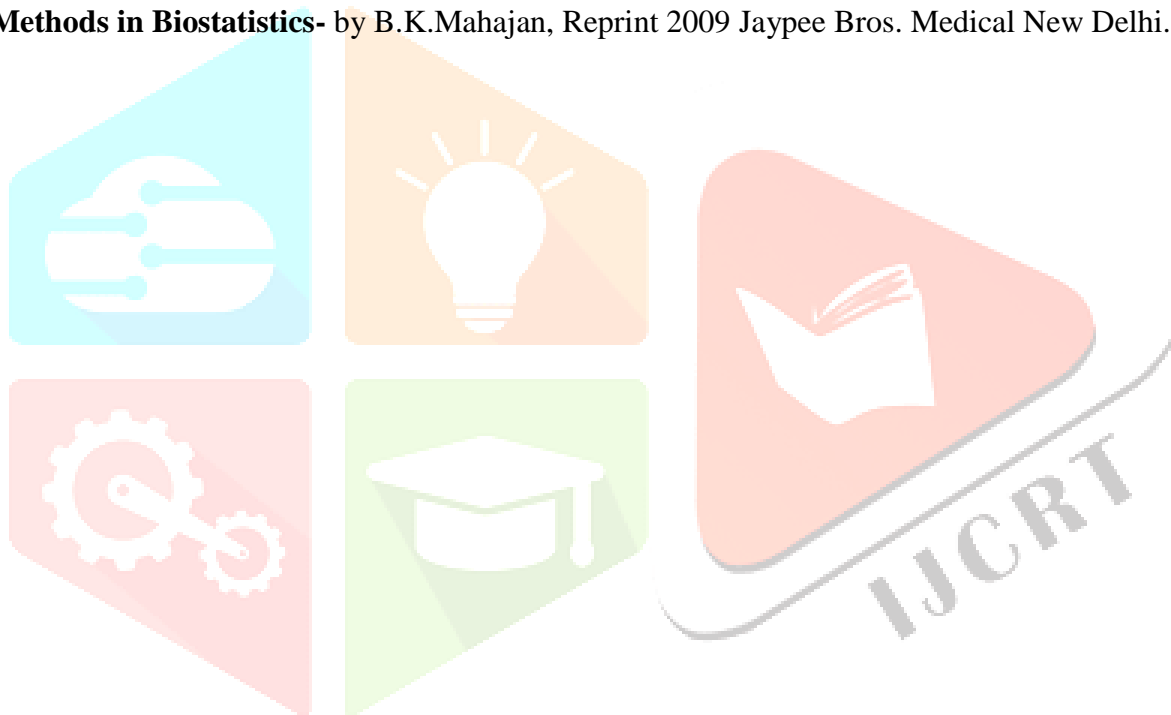 Methods in Biostatistics- by B.K.Mahajan, Reprint 2009 Jaypee Bros. Medical New Delhi.
IJCRT